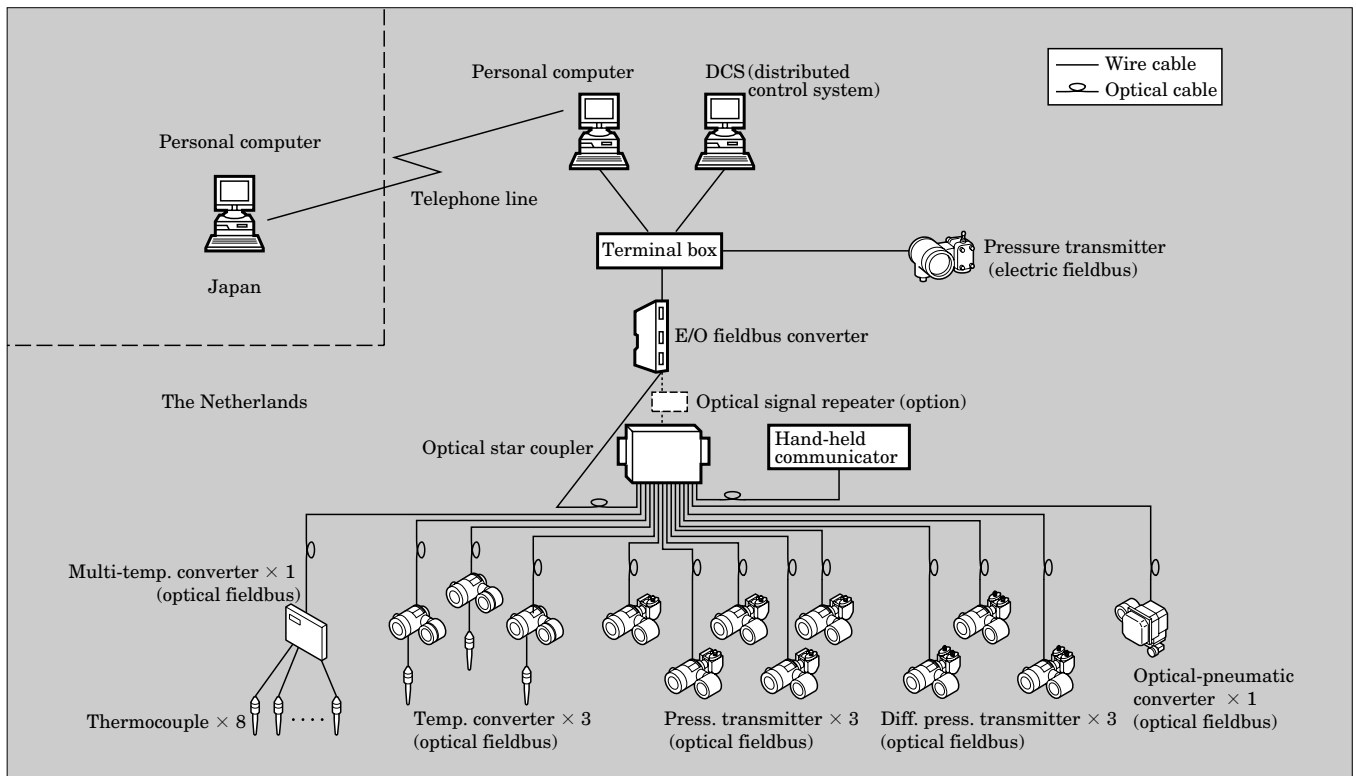 Personal computer
DCS (distributed
control system)
Wire cable
Optical cable
Personal computer
Telephone line
Japan
Terminal box
Pressure transmitter
(electric fieldbus)
E/O fieldbus converter
The Netherlands
Optical signal repeater (option)
Optical star coupler
Hand-held
communicator
Multi-temp. converter × 1
(optical fieldbus)
Thermocouple × 8
Temp. converter × 3
(optical fieldbus)
Press. transmitter × 3
(optical fieldbus)
Diff. press. transmitter × 3
(optical fieldbus)
Optical-pneumatic
converter × 1
(optical fieldbus)